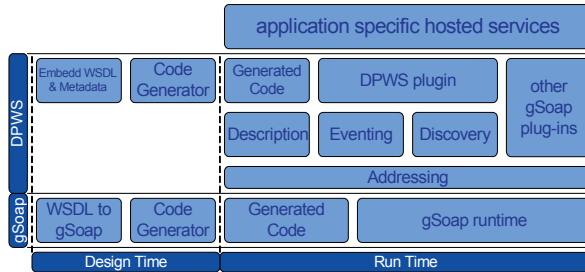 application specific hosted services
DPWS
Embedd WSDL
& Metadata
Code
Generator
Generated
Code
DPWS plugin
other
gSoap
plug-ins
Description
Eventing
Discovery
Addressing
gSoap
WSDL to
gSoap
Code
Generator
Generated
Code
gSoap runtime
Design Time
Run Time